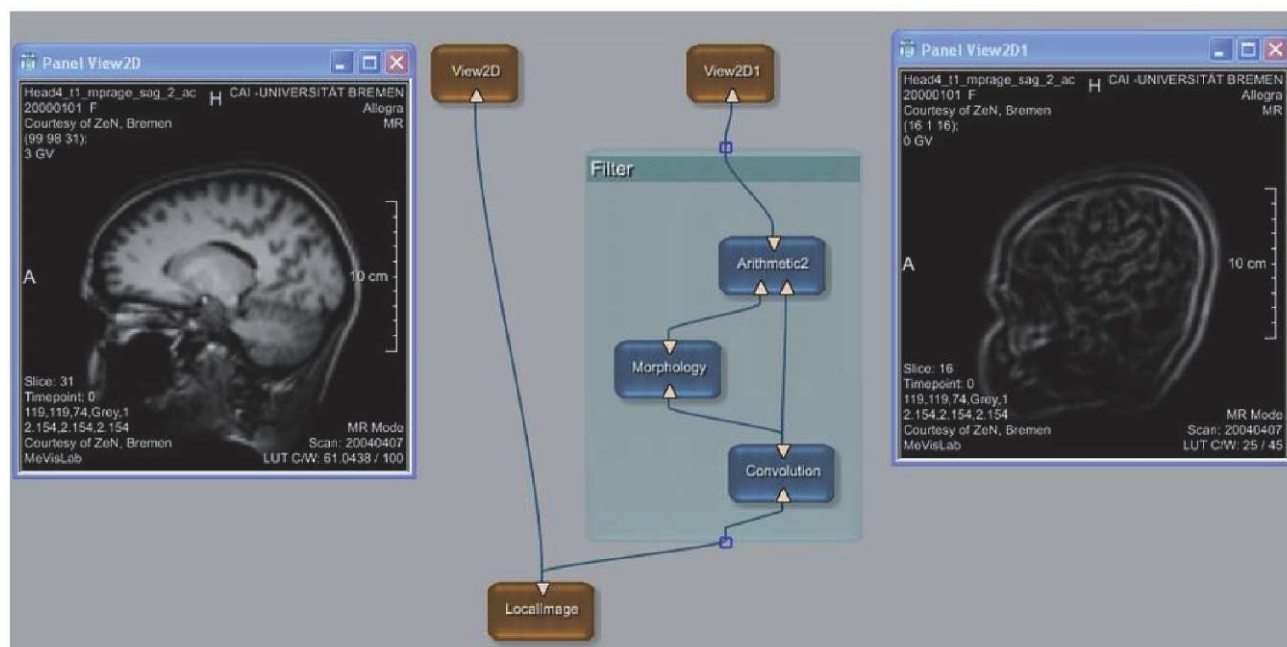 Panel View2D
Head4_t1_mprage_sag_2_ac
H
CAI -UNIVERSITÄT BREMEN
20000101 F
Allegra
Courtesy of ZeN, Bremen
MR
(99 98 31):
3 GV
A
10 cm
Slice: 31
Timepoint: 0
119,119,74,Grey,1
2.154,2.154,2.154
MR Mode
Courtesy of ZeN, Bremen
Scan: 20040407
MeVisLab
LUT C/W: 61.0438 / 100
View2D
View2D1
Filter
Arithmetic2
Morphology
Convolution
LocalImage
Panel View2D1
Head4_t1_mprage_sag_2_ac
H
CAI -UNIVERSITÄT BREMEN
20000101 F
Allegra
Courtesy of ZeN, Bremen
MR
(16 1 16):
0 GV
A
10 cm
Slice: 16
Timepoint: 0
119,119,74,Grey,1
2.154,2.154,2.154
MR Mode
Courtesy of ZeN, Bremen
Scan: 20040407
MeVisLab
LUT C/W: 25 / 45